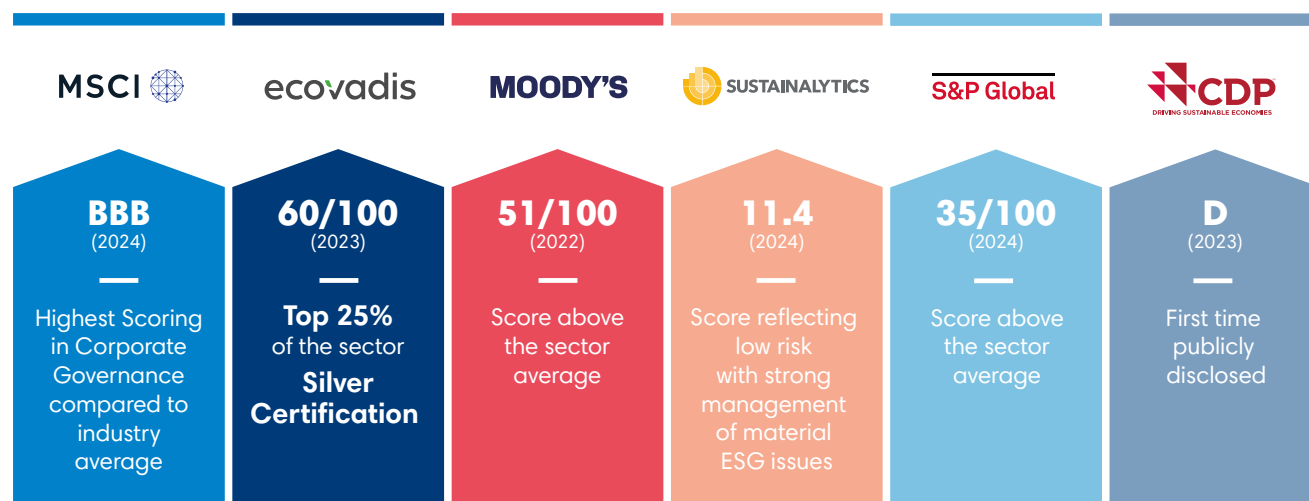 MSCI
ecovadis
MOODY'S
SUSTAINALYTICS
S&P Global
CDP
DRIVING SUSTAINABLE ECONOMIES
BBB
(2024)
Highest Scoring
in Corporate
Governance
compared to
industry
average
60/100
(2023)
Top 25%
of the sector
Silver
Certification
51/100
(2022)
Score above
the sector
average
11.4
(2024)
Score reflecting
low risk
with strong
management
of material
ESG issues
35/100
(2024)
Score above
the sector
average
D
(2023)
First time
publicly
disclosed